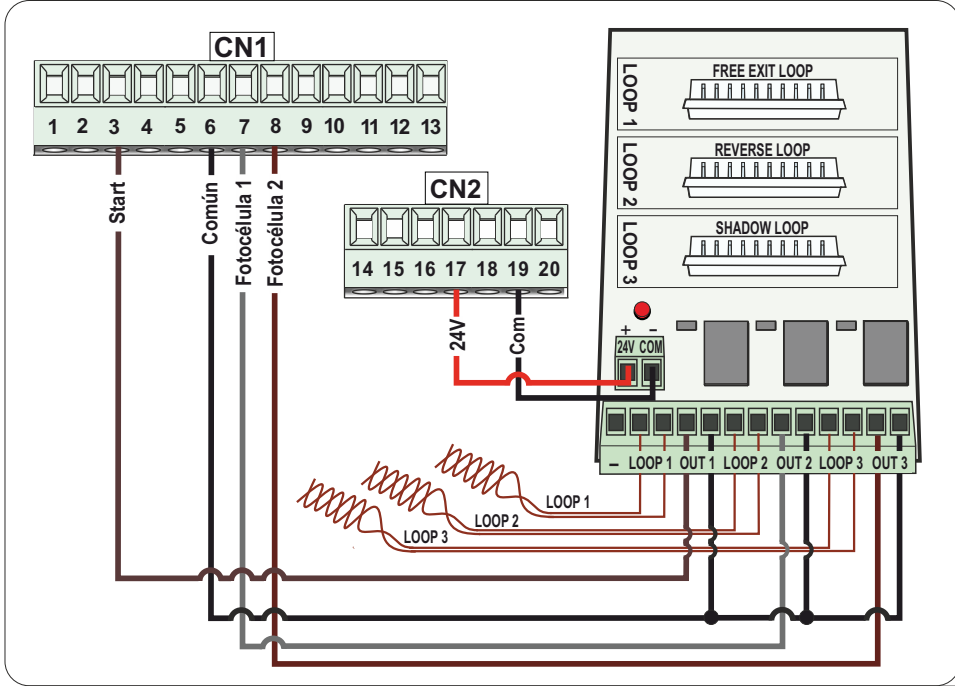 CN1
1 2 3 4 5 6 7 8 9 10 11 12 13
Start
Común
Fotocélula 1
Fotocélula 2
CN2
14 15 16 17 18 19 20
24V
Com
LOOP 1
FREE EXIT LOOP
LOOP 2
REVERSE LOOP
LOOP 3
SHADOW LOOP
+ −
24V COM
− LOOP 1 OUT 1 LOOP 2 OUT 2 LOOP 3 OUT 3
LOOP 1
LOOP 2
LOOP 3